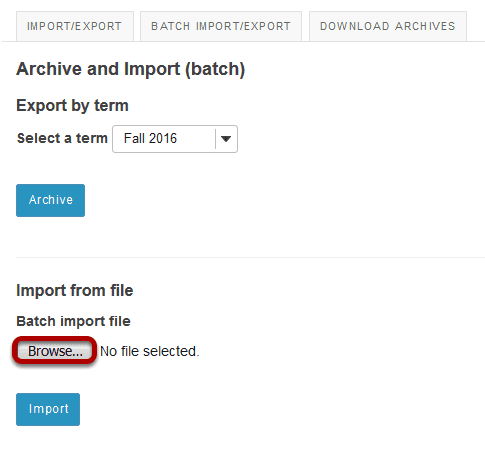 IMPORT/EXPORT BATCH IMPORT/EXPORT DOWNLOAD ARCHIVES
Archive and Import (batch)
Export by term
Select a term Fall 2016
Archive
Import from file
Batch import file
Browse... No file selected.
Import